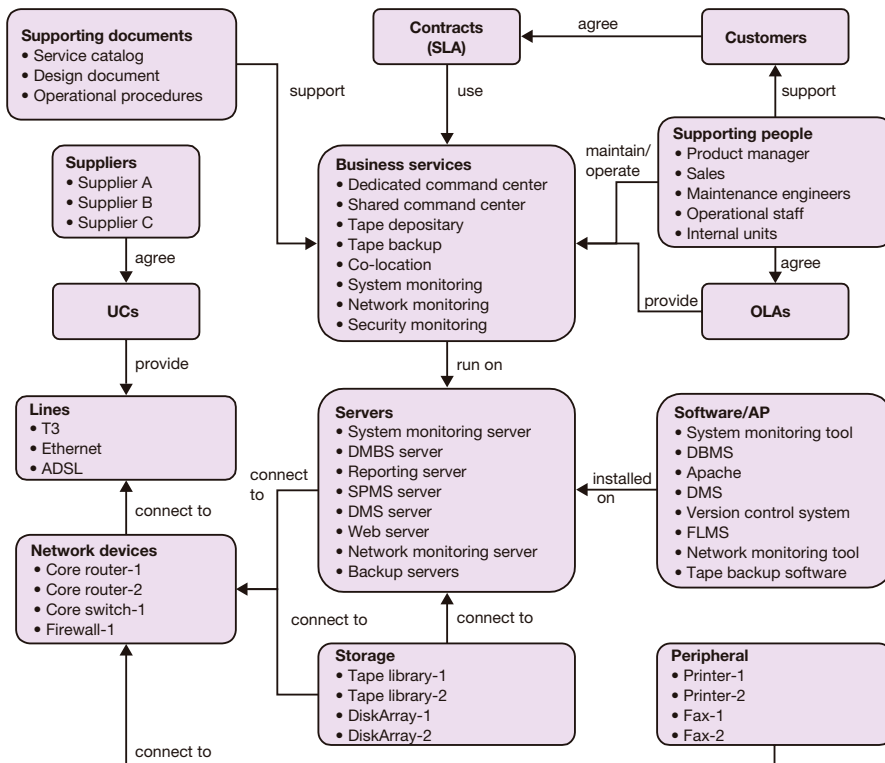 Supporting documents
• Service catalog
• Design document
• Operational procedures
Contracts
(SLA)
agree
Customers
support
use
support
Suppliers
• Supplier A
• Supplier B
• Supplier C
Business services
• Dedicated command center
• Shared command center
• Tape depositary
• Tape backup
• Co-location
• System monitoring
• Network monitoring
• Security monitoring
maintain/
operate
Supporting people
• Product manager
• Sales
• Maintenance engineers
• Operational staff
• Internal units
agree
agree
UCs
provide
OLAs
provide
run on
Lines
• T3
• Ethernet
• ADSL
Servers
• System monitoring server
• DMBS server
• Reporting server
• SPMS server
• DMS server
• Web server
• Network monitoring server
• Backup servers
Software/AP
• System monitoring tool
• DBMS
• Apache
• DMS
• Version control system
• FLMS
• Network monitoring tool
• Tape backup software
connect
to
installed
on
connect to
Network devices
• Core router-1
• Core router-2
• Core switch-1
• Firewall-1
connect to
connect to
Storage
• Tape library-1
• Tape library-2
• DiskArray-1
• DiskArray-2
Peripheral
• Printer-1
• Printer-2
• Fax-1
• Fax-2
connect to